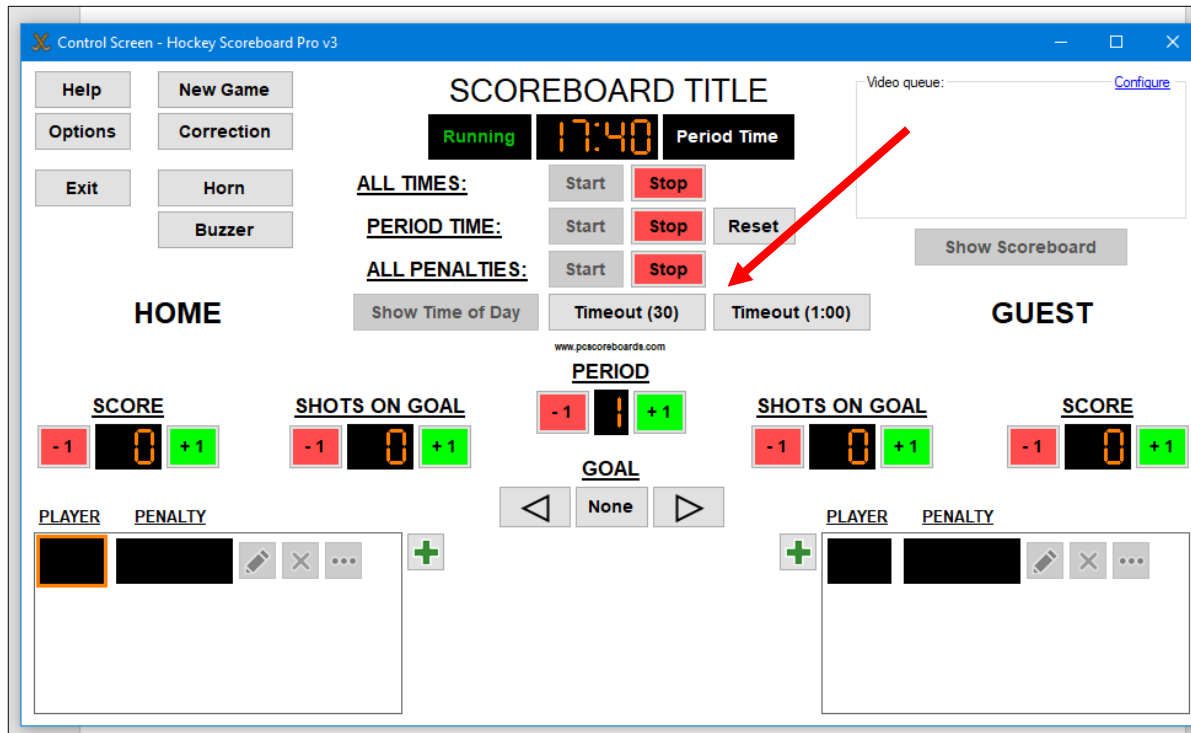 Control Screen - Hockey Scoreboard Pro v3
Help New Game SCOREBOARD TITLE Video queue: Configure
Options Correction Running 17:40 Period Time
Exit Horn ALL TIMES: Start Stop
Buzzer PERIOD TIME: Start Stop Reset
Show Scoreboard
ALL PENALTIES: Start Stop
HOME Show Time of Day Timeout (30) Timeout (1:00) GUEST
www.pcscoreboards.com
PERIOD
SCORE SHOTS ON GOAL - 1 1 + 1 SHOTS ON GOAL SCORE
- 1 0 + 1 - 1 0 + 1 - 1 0 + 1 - 1 0 + 1
GOAL
None
PLAYER PENALTY PLAYER PENALTY